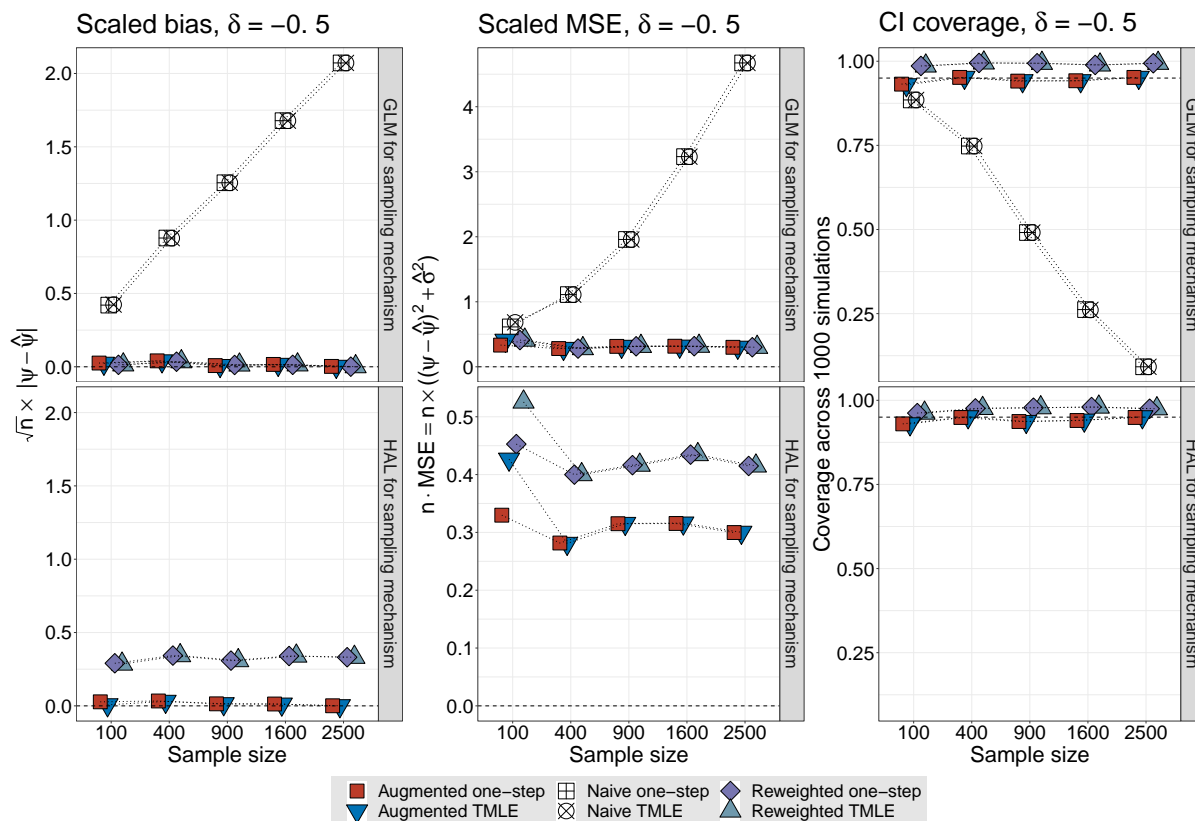 Scaled bias, δ = −0. 5
√n × |ψ − ψ̂|
2.0
1.5
1.0
0.5
0.0
GLM for sampling mechanism
2.0
1.5
1.0
0.5
0.0
HAL for sampling mechanism
100 400 900 1600 2500
Sample size
Scaled MSE, δ = −0. 5
n ⋅ MSE = n × ((ψ − ψ̂)² + σ̂²)
4
3
2
1
0
GLM for sampling mechanism
0.5
0.4
0.3
0.2
0.1
0.0
HAL for sampling mechanism
100 400 900 1600 2500
Sample size
CI coverage, δ = −0. 5
Coverage across 1000 simulations
1.00
0.75
0.50
0.25
GLM for sampling mechanism
1.00
0.75
0.50
0.25
HAL for sampling mechanism
100 400 900 1600 2500
Sample size
Augmented one−step Naive one−step Reweighted one−step
Augmented TMLE Naive TMLE Reweighted TMLE